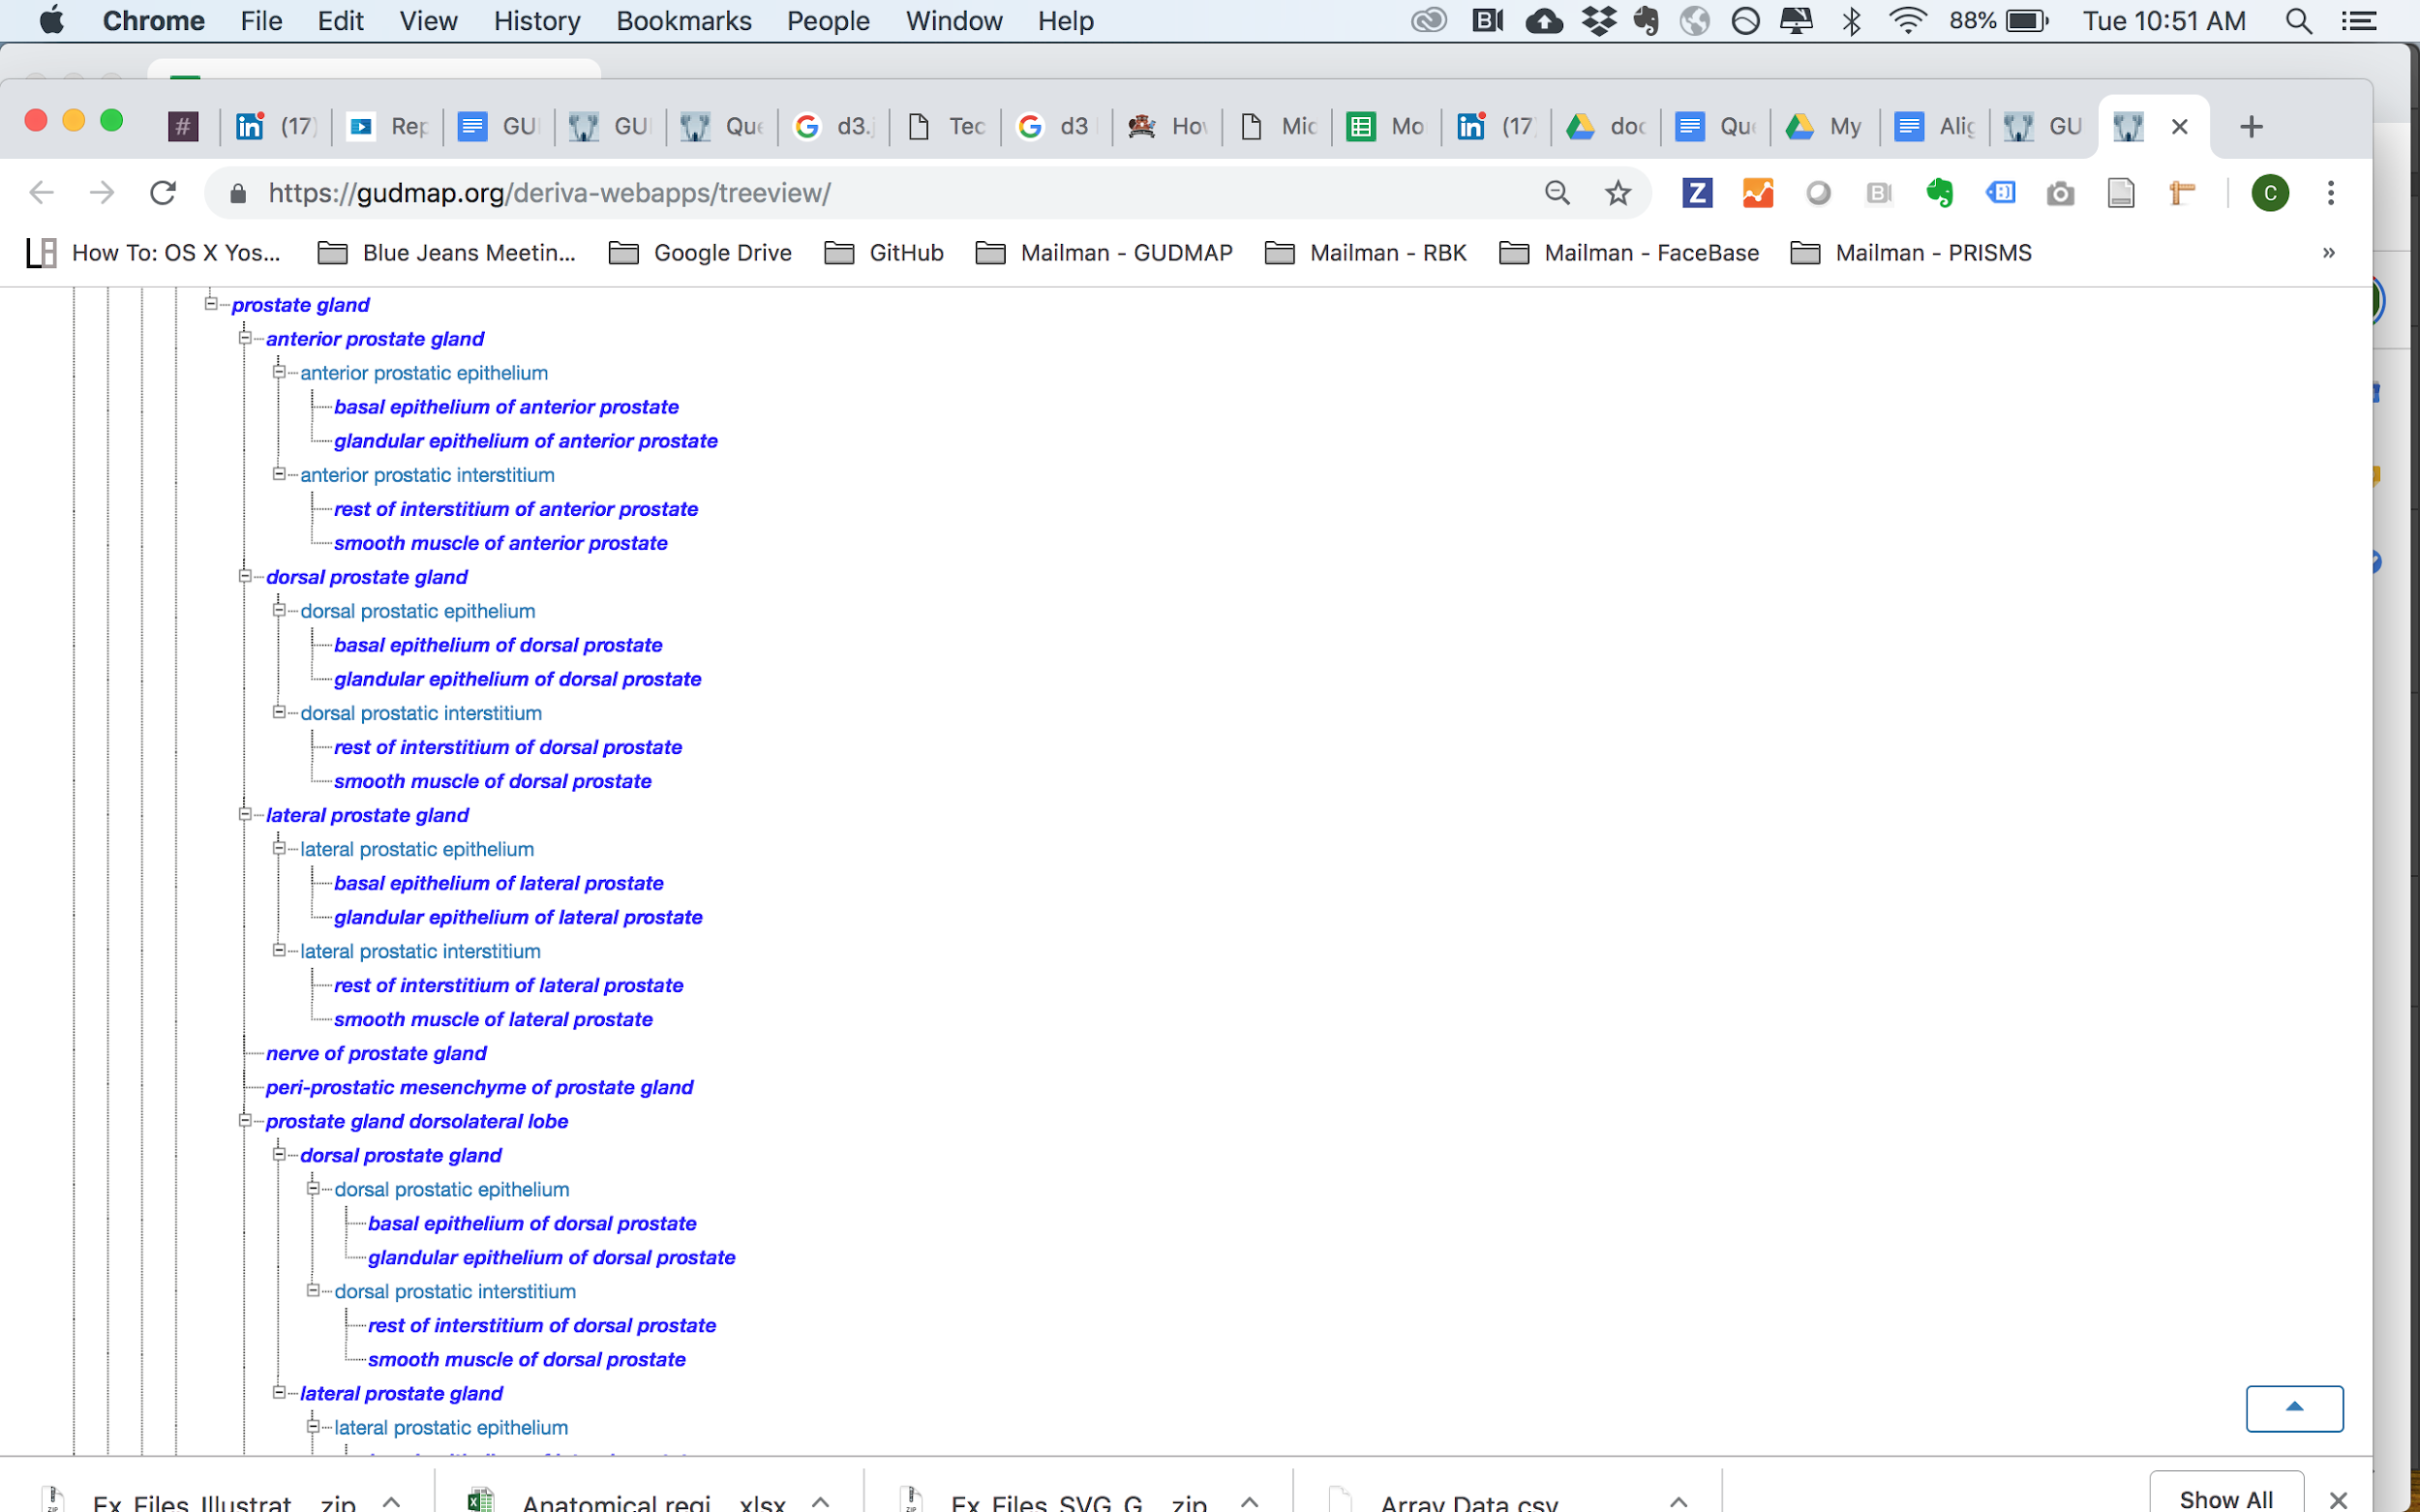 Chrome File Edit View History Bookmarks People Window Help 88% Tue 10:51 AM
# (17) Rep GU GU Que d3.j Tec d3 How Mic Mo (17 doc Qu My Alig GU
https://gudmap.org/deriva-webapps/treeview/
How To: OS X Yos... Blue Jeans Meetin... Google Drive GitHub Mailman - GUDMAP Mailman - RBK Mailman - FaceBase Mailman - PRISMS »
prostate gland
anterior prostate gland
anterior prostatic epithelium
basal epithelium of anterior prostate
glandular epithelium of anterior prostate
anterior prostatic interstitium
rest of interstitium of anterior prostate
smooth muscle of anterior prostate
dorsal prostate gland
dorsal prostatic epithelium
basal epithelium of dorsal prostate
glandular epithelium of dorsal prostate
dorsal prostatic interstitium
rest of interstitium of dorsal prostate
smooth muscle of dorsal prostate
lateral prostate gland
lateral prostatic epithelium
basal epithelium of lateral prostate
glandular epithelium of lateral prostate
lateral prostatic interstitium
rest of interstitium of lateral prostate
smooth muscle of lateral prostate
nerve of prostate gland
peri-prostatic mesenchyme of prostate gland
prostate gland dorsolateral lobe
dorsal prostate gland
dorsal prostatic epithelium
basal epithelium of dorsal prostate
glandular epithelium of dorsal prostate
dorsal prostatic interstitium
rest of interstitium of dorsal prostate
smooth muscle of dorsal prostate
lateral prostate gland
lateral prostatic epithelium
Ex_Files_Illustrat....zip Anatomical regi....xlsx Ex_Files_SVG_G....zip Array Data.csv Show All